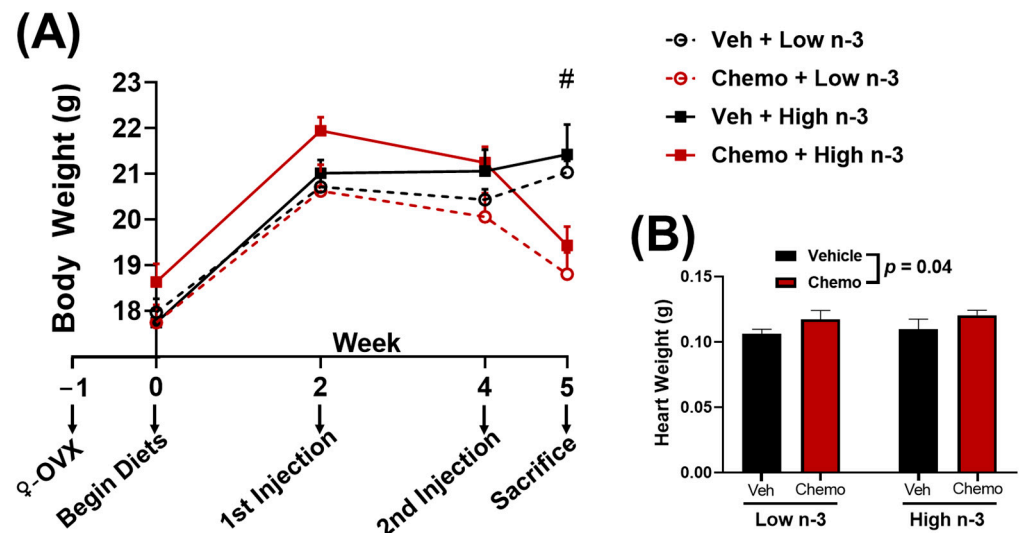 (A)
Body Weight (g)
23
22
21
20
19
18
#
Week
−1 0 2 4 5
♀-OVX
Begin Diets
1st Injection
2nd Injection
Sacrifice
Veh + Low n-3
Chemo + Low n-3
Veh + High n-3
Chemo + High n-3
(B)
Vehicle
Chemo
p = 0.04
Heart Weight (g)
0.15
0.10
0.05
0.00
Veh Chemo Veh Chemo
Low n-3 High n-3